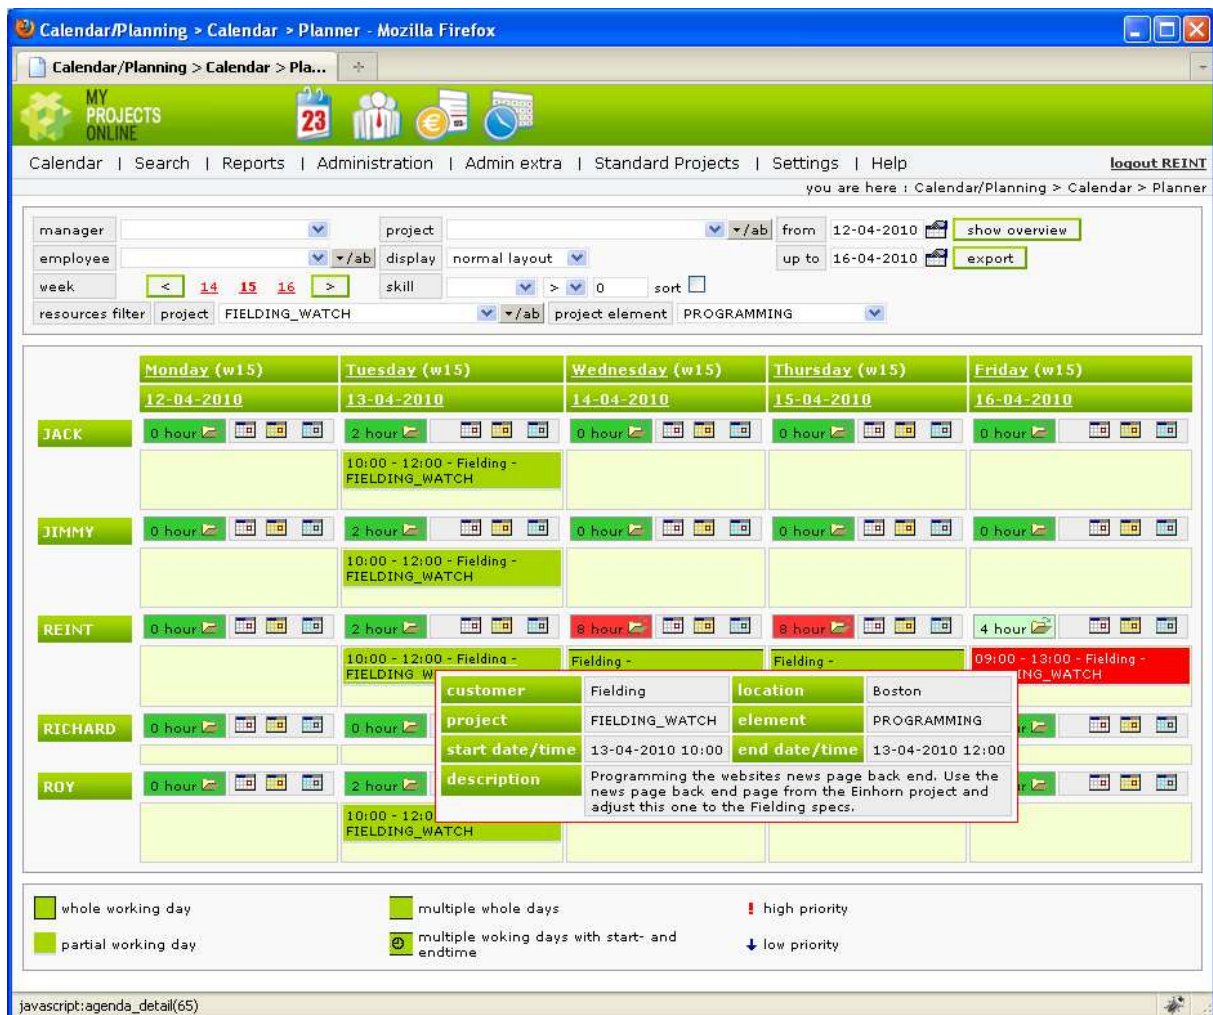 Calendar/Planning > Calendar > Planner - Mozilla Firefox
Calendar/Planning > Calendar > Pla...
MY
PROJECTS
ONLINE
23
Calendar | Search | Reports | Administration | Admin extra | Standard Projects | Settings | Help logout REINT
you are here : Calendar/Planning > Calendar > Planner
manager project /ab from 12-04-2010 show overview
employee /ab display normal layout up to 16-04-2010 export
week < 14 15 16 > skill > 0 sort
resources filter project FIELDING_WATCH /ab project element PROGRAMMING
Monday (w15) Tuesday (w15) Wednesday (w15) Thursday (w15) Friday (w15)
12-04-2010 13-04-2010 14-04-2010 15-04-2010 16-04-2010
JACK 0 hour 2 hour 0 hour 0 hour 0 hour
10:00 - 12:00 - Fielding -
FIELDING_WATCH
JIMMY 0 hour 2 hour 0 hour 0 hour 0 hour
10:00 - 12:00 - Fielding -
FIELDING_WATCH
REINT 0 hour 2 hour 8 hour 8 hour 4 hour
10:00 - 12:00 - Fielding - Fielding - Fielding - 09:00 - 13:00 - Fielding -
FIELDING_W NG_WATCH
customer Fielding location Boston
project FIELDING_WATCH element PROGRAMMING
start date/time 13-04-2010 10:00 end date/time 13-04-2010 12:00
description Programming the websites news page back end. Use the
news page back end page from the Einhorn project and
adjust this one to the Fielding specs.
RICHARD 0 hour 0 hour
ROY 0 hour 2 hour
10:00 - 12:0
FIELDING_WATCH
whole working day multiple whole days ! high priority
partial working day multiple woking days with start- and
endtime low priority
javascript:agenda_detail(65)